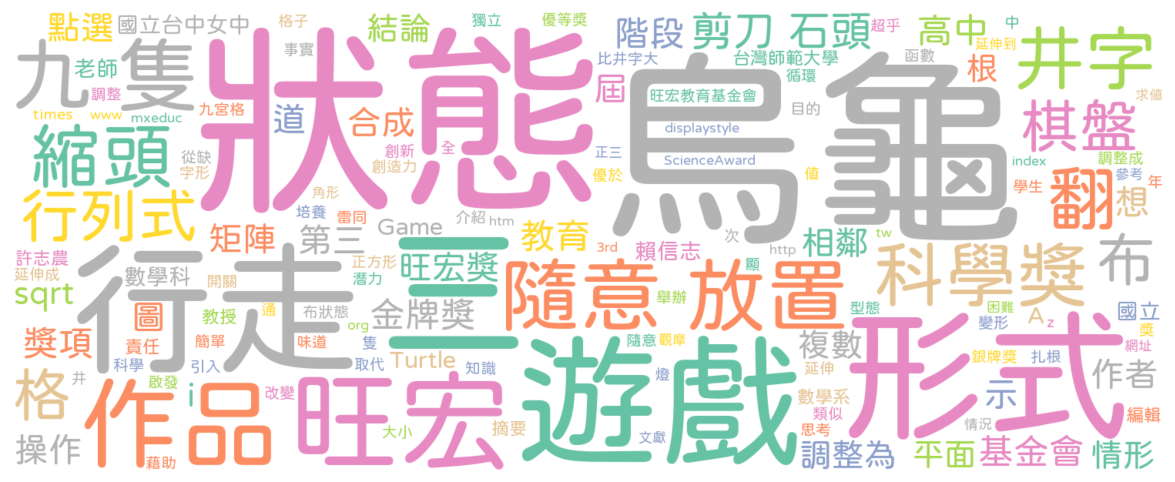 點選 國立台中女中 格子 結論 獨立 優等獎 階段 剪刀 石頭 超乎 高中 中
九隻 老師 事實 狀態 比井字大 台灣師範大學 函數 延伸到 井字
調整 九宮格 道 合成 屆 旺宏教育基金會 循環 目的 根 求值
times www mxeduc 創新 全 烏龜 棋盤
縮頭 從缺 字形 創造力 displaystyle 正三 ScienceAward index 調整成
行列式 角形 培養 雷同 介紹 htm 優於 值 翻 學生 參考 年 想
許志農 矩陣 第三 Game 三 教育 3rd 賴信志 次 http 相鄰 tw 布
延伸成 數學科 行走 開關 正方形 潛力 旺宏獎 隨意 放置 顯 科學獎
sqrt 圖 教授 通 布狀態 org 金牌獎 舉辦 型態 困難 A z 國立
獎項 責任 簡單 味道 隻 一 隨意 觀摩 複數 變形 獎 網址
科學 引入 取代 Turtle 知識 燈 延伸 形式 銀牌獎 扎根 作者
格 井 啟發 作品 i 改變 旺宏 遊戲 數學系 示 類似 編輯
操作 藉助 大小 摘要 文獻 思考 調整為 平面 情況 基金會 情形